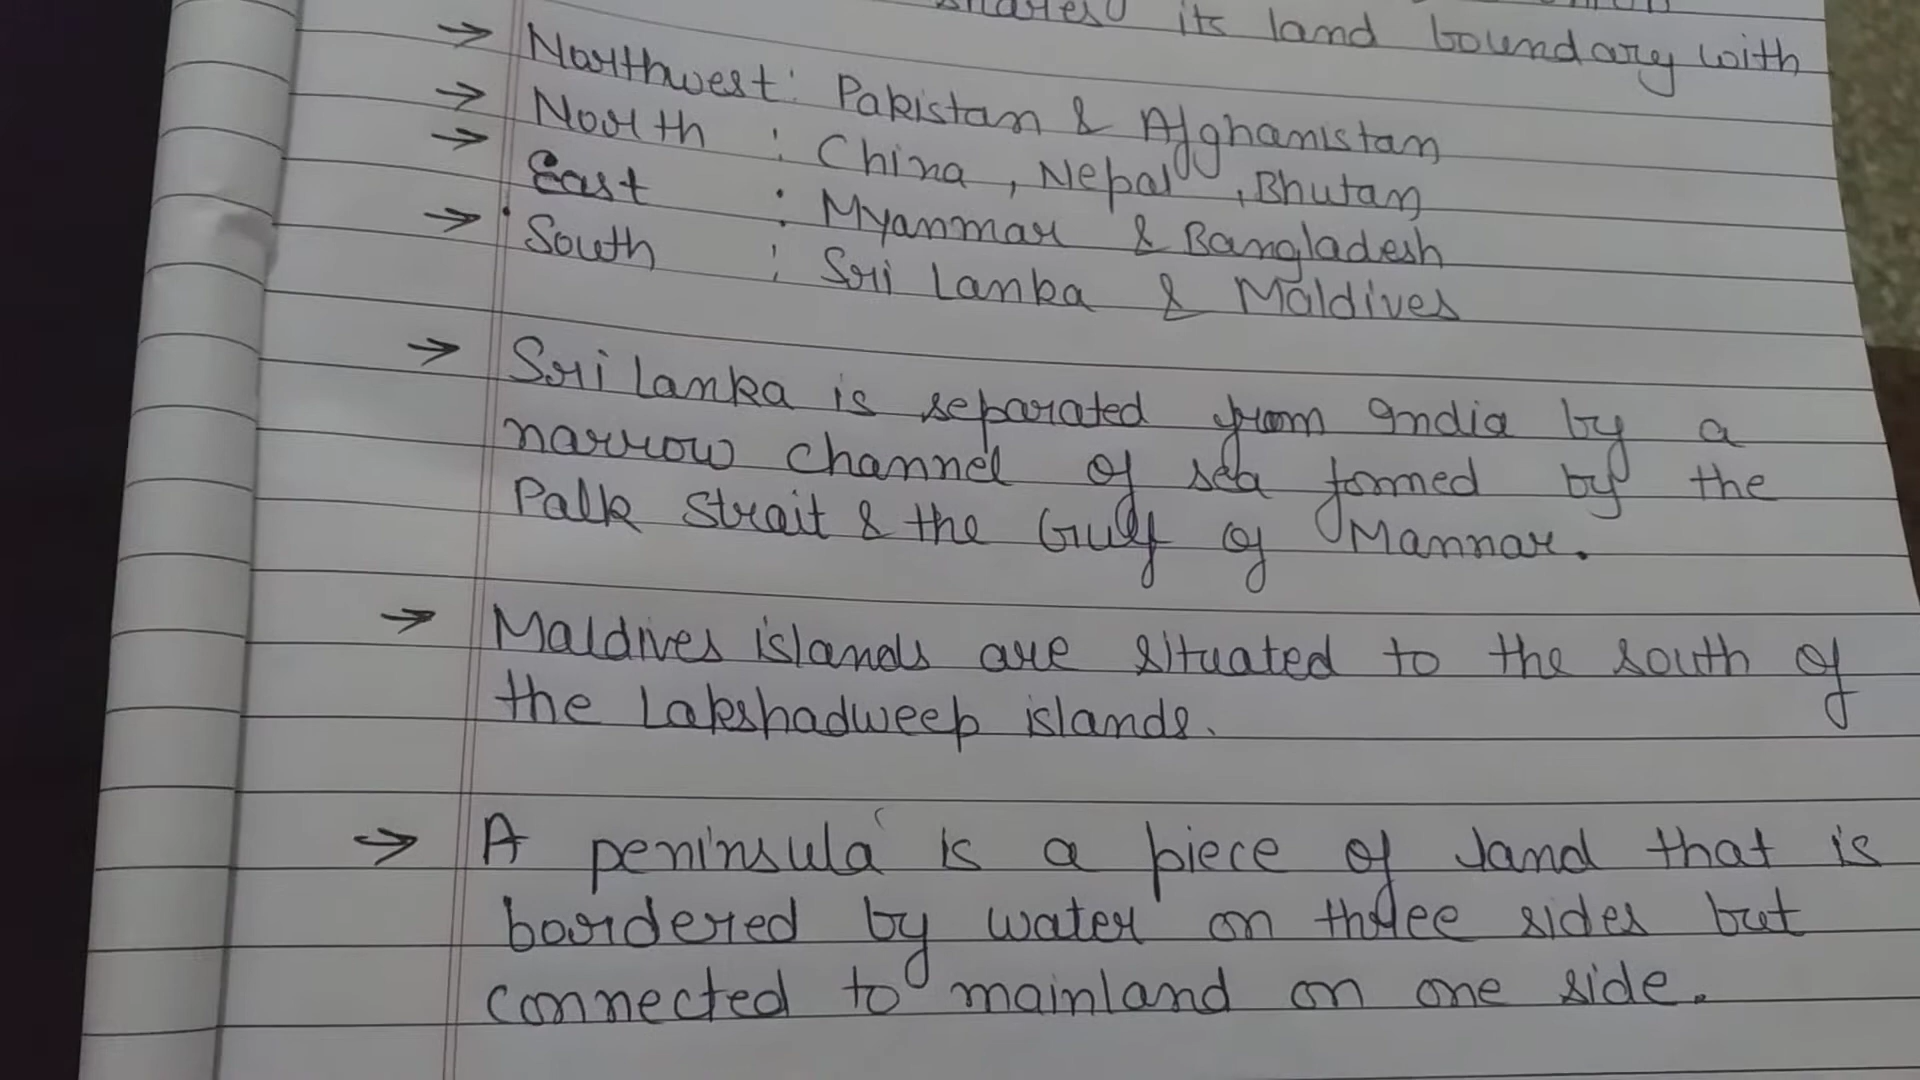 shares its land boundary with
→ Northwest: Pakistan & Afghanistan
→ North : China, Nepal, Bhutan
→ East : Myanmar & Bangladesh
→ South : Sri Lanka & Maldives
→ Sri Lanka is separated from India by a
narrow channel of sea formed by the
Palk Strait & the Gulf of Mannar.
→ Maldives islands are situated to the south of
the Lakshadweep islands.
→ A peninsula is a piece of land that is
bordered by water on three sides but
connected to mainland on one side.